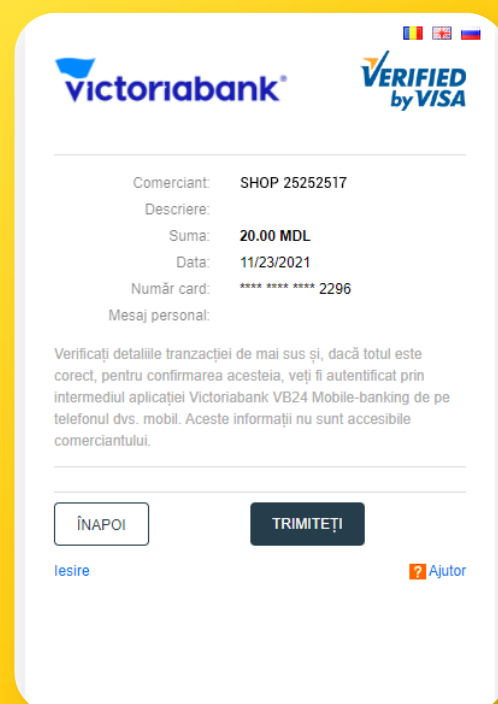 victoriabank®
VERIFIED
by VISA
Comerciant: SHOP 25252517
Descriere:
Suma: 20.00 MDL
Data: 11/23/2021
Număr card: **** **** **** 2296
Mesaj personal:
Verificați detaliile tranzacției de mai sus și, dacă totul este
corect, pentru confirmarea acesteia, veți fi autentificat prin
intermediul aplicației Victoriabank VB24 Mobile-banking de pe
telefonul dvs. mobil. Aceste informații nu sunt accesibile
comerciantului.
ÎNAPOI TRIMITEȚI
Iesire ? Ajutor